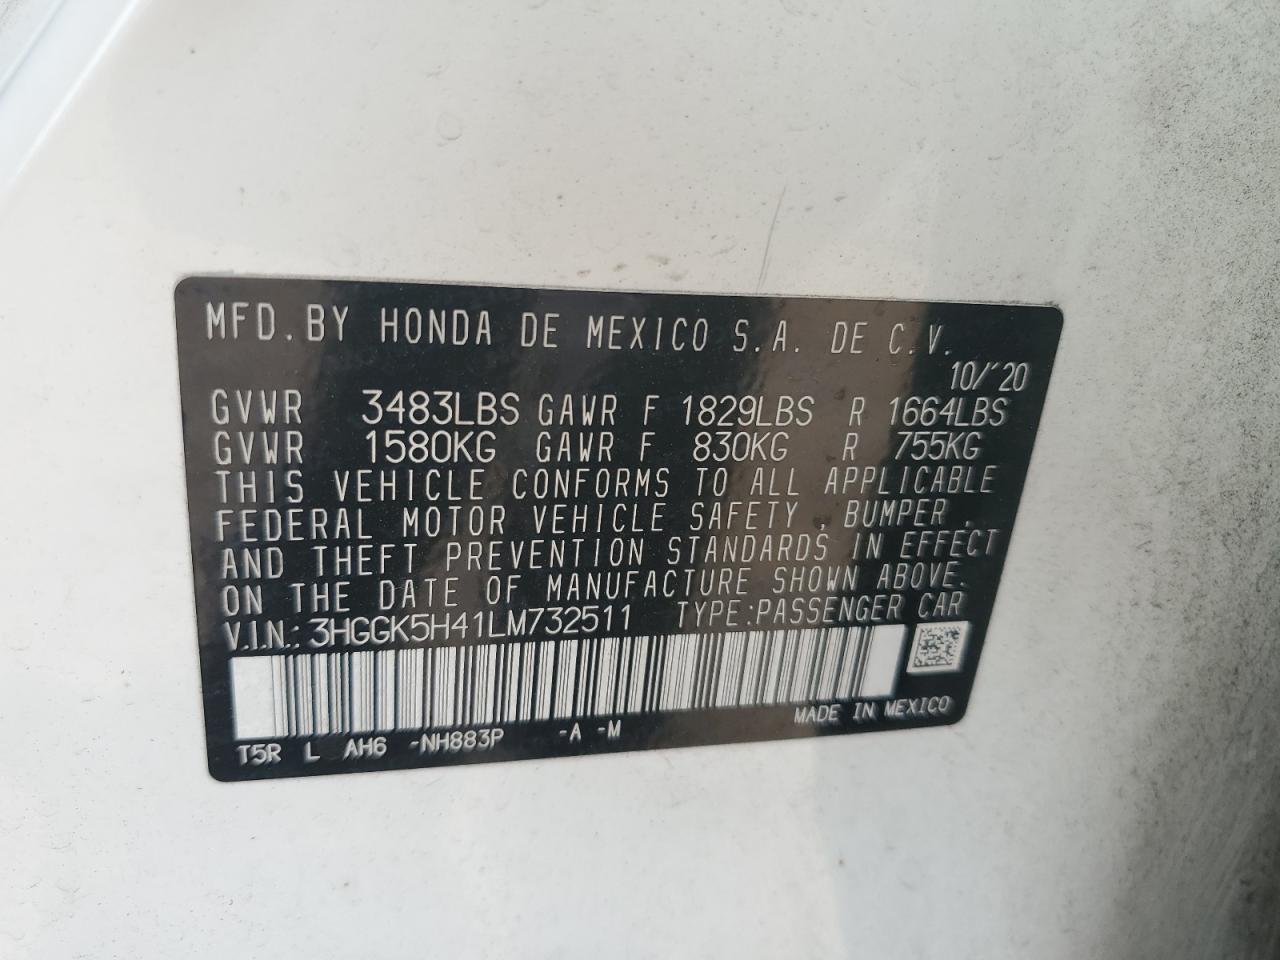 MFD. BY HONDA DE MEXICO S.A. DE C.V.
10/'20
GVWR 3483LBS GAWR F 1829LBS R 1664LBS
GVWR 1580KG GAWR F 830KG R 755KG
THIS VEHICLE CONFORMS TO ALL APPLICABLE
FEDERAL MOTOR VEHICLE SAFETY, BUMPER,
AND THEFT PREVENTION STANDARDS IN EFFECT
ON THE DATE OF MANUFACTURE SHOWN ABOVE.
V.I.N.: 3HGGK5H41LM732511 TYPE:PASSENGER CAR
MADE IN MEXICO
T5R L AH6 -NH883P -A -M